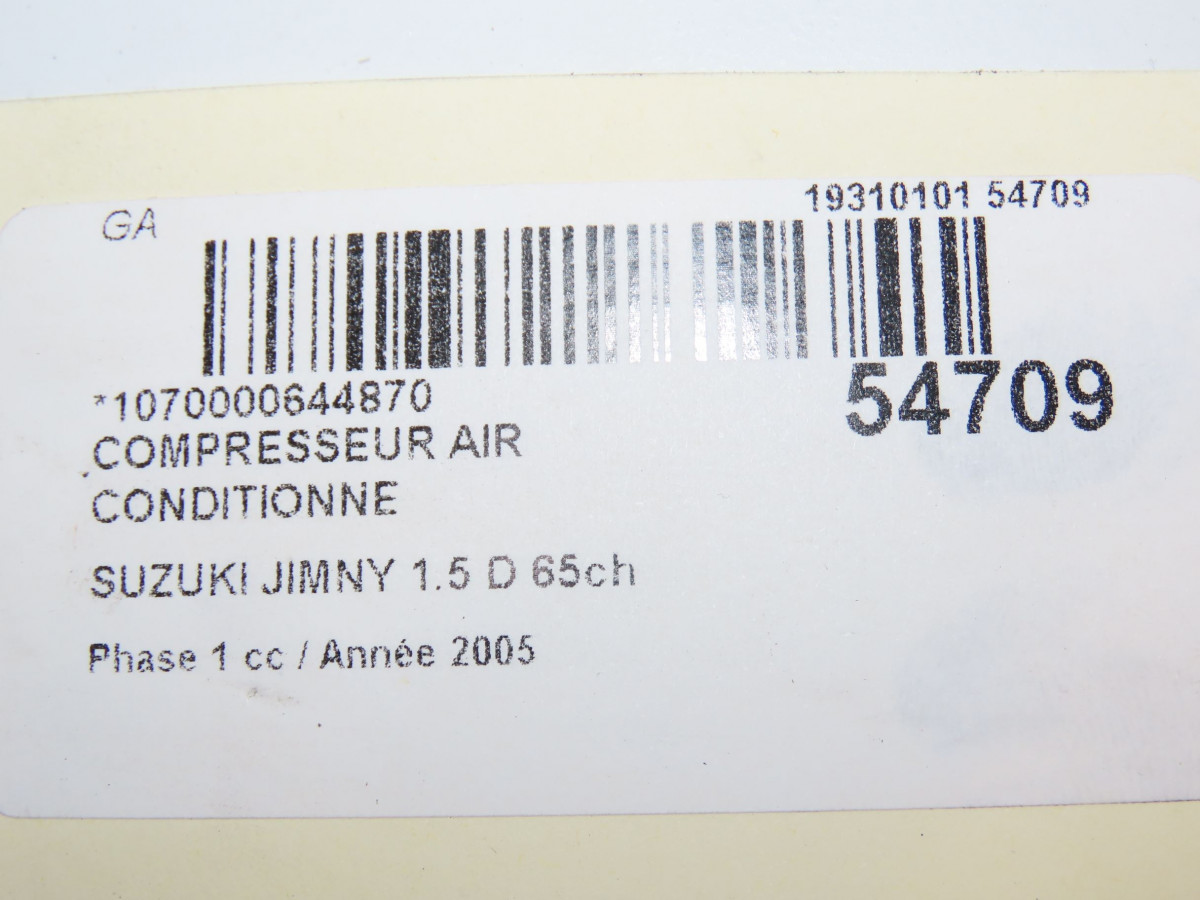 19310101 54709
GA
*1070000644870
54709
COMPRESSEUR AIR
CONDITIONNE
SUZUKI JIMNY 1.5 D 65ch
Phase 1 cc / Année 2005